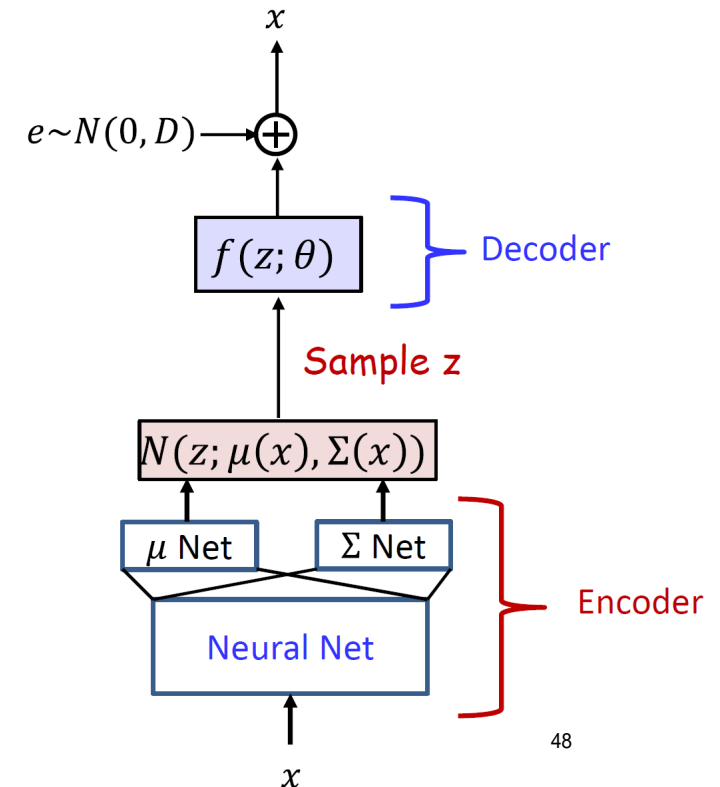 x
e~N(0, D)
+
f(z; θ)
Decoder
Sample z
N(z; μ(x), Σ(x))
μ Net
Σ Net
Neural Net
Encoder
x
48